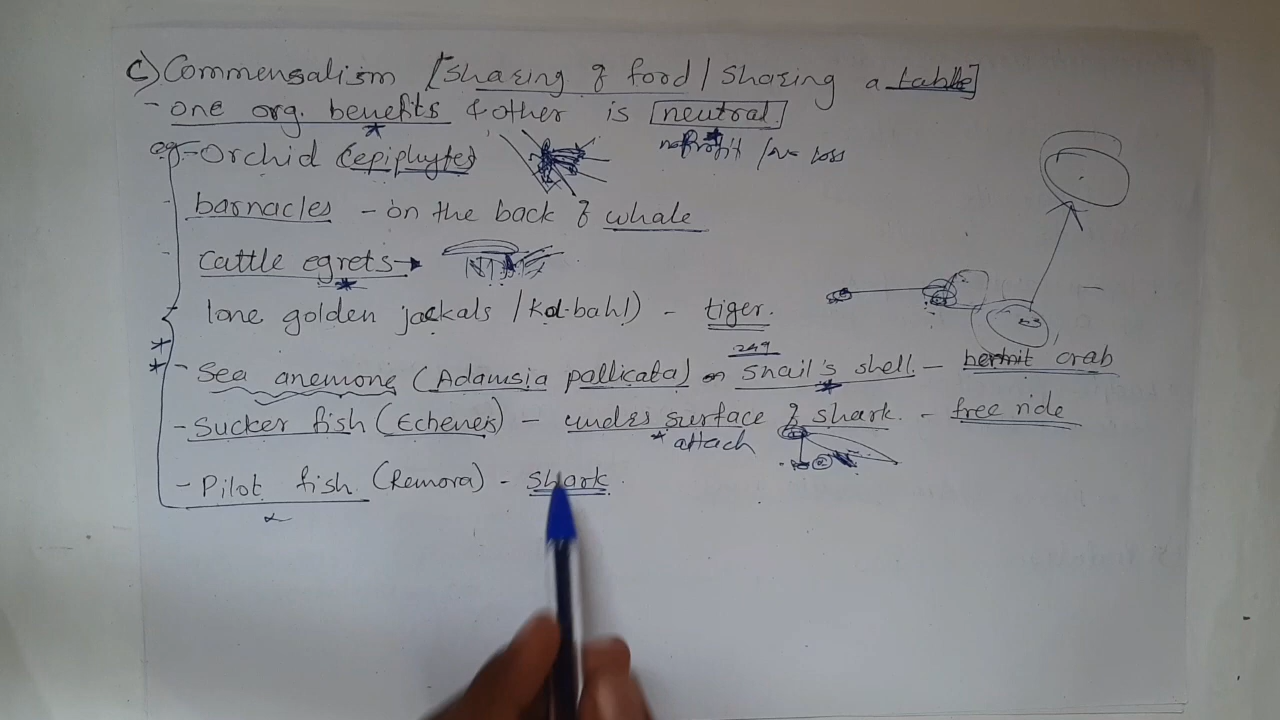 C) Commensalism [Sharing of food / Sharing a table]
- one org. benefits & other is neutral.
no profit / no loss
eg - Orchid (epiphytes)
- barnacles - on the back of whale
- Cattle egrets →
lone golden jackals / Kol-bahl) - tiger.
249
- Sea anemone (Adamsia pallicata) on snail's shell - hermit crab
- Sucker fish (Echeneis) - under surface of shark. - free ride
* attach
- Pilot fish (Remora) - shark